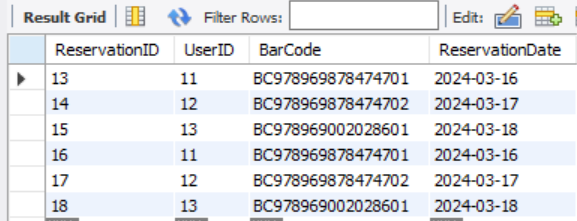 Result Grid Filter Rows: Edit:
ReservationID UserID BarCode ReservationDate
13 11 BC978969878474701 2024-03-16
14 12 BC978969878474702 2024-03-17
15 13 BC978969002028601 2024-03-18
16 11 BC978969878474701 2024-03-16
17 12 BC978969878474702 2024-03-17
18 13 BC978969002028601 2024-03-18